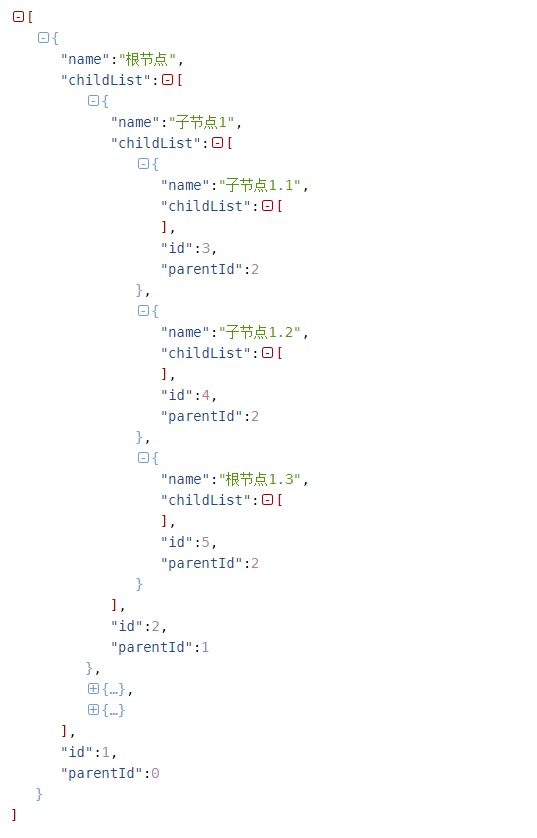 [
{
"name":"根节点",
"childList":[
{
"name":"子节点1",
"childList":[
{
"name":"子节点1.1",
"childList":[
],
"id":3,
"parentId":2
},
{
"name":"子节点1.2",
"childList":[
],
"id":4,
"parentId":2
},
{
"name":"根节点1.3",
"childList":[
],
"id":5,
"parentId":2
}
],
"id":2,
"parentId":1
},
{…},
{…}
],
"id":1,
"parentId":0
}
]